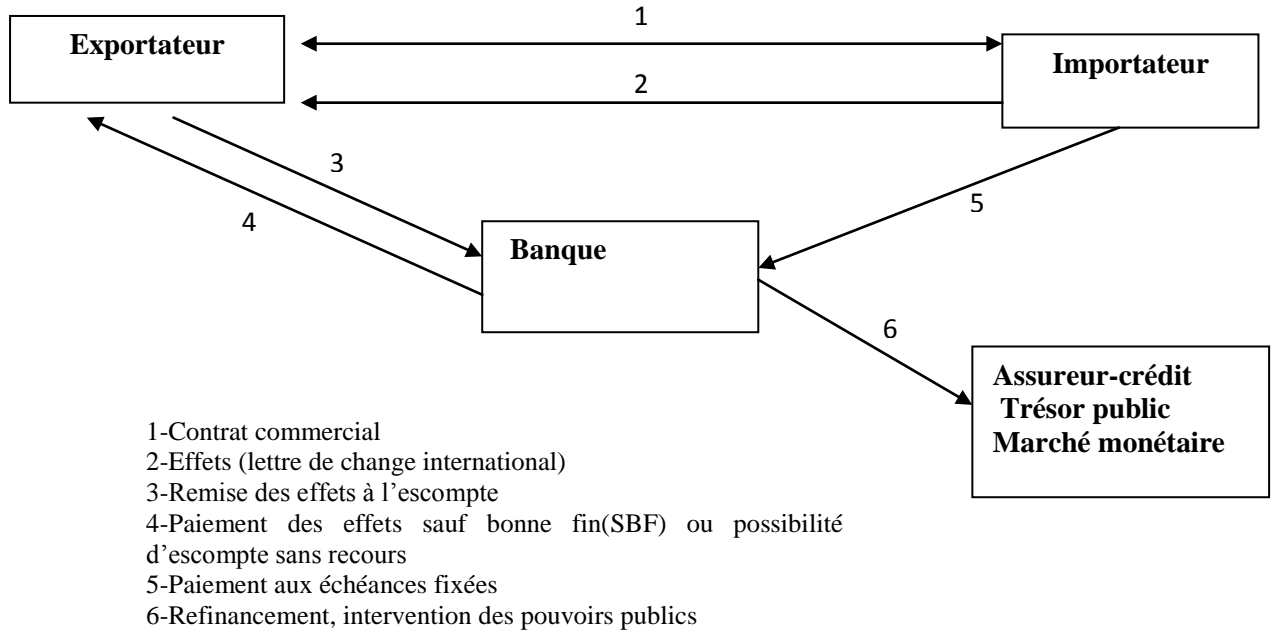 1
Exportateur
Importateur
2
3
4
5
Banque
6
Assureur-crédit
Trésor public
Marché monétaire
1-Contrat commercial
2-Effets (lettre de change international)
3-Remise des effets à l’escompte
4-Paiement des effets sauf bonne fin(SBF) ou possibilité
d’escompte sans recours
5-Paiement aux échéances fixées
6-Refinancement, intervention des pouvoirs publics